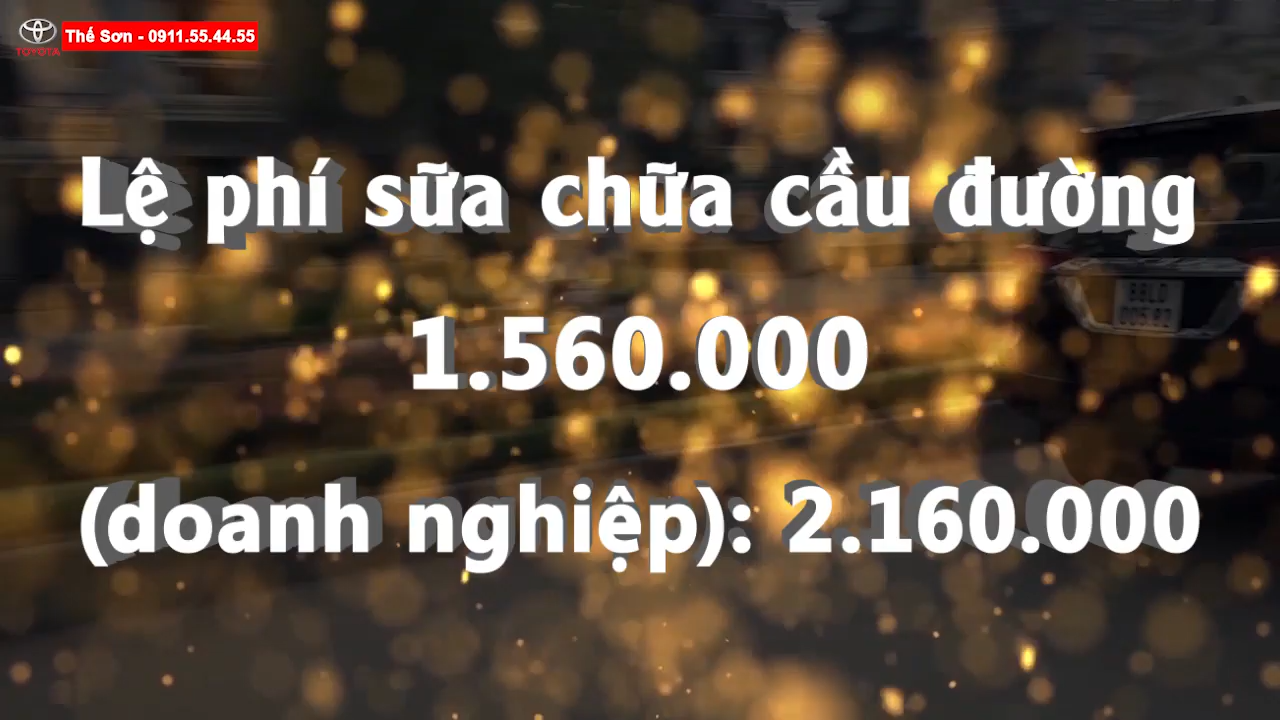 TOYOTA
Thế Sơn - 0911.55.44.55
Lệ phí sữa chữa cầu đường
1.560.000
(doanh nghiệp): 2.160.000